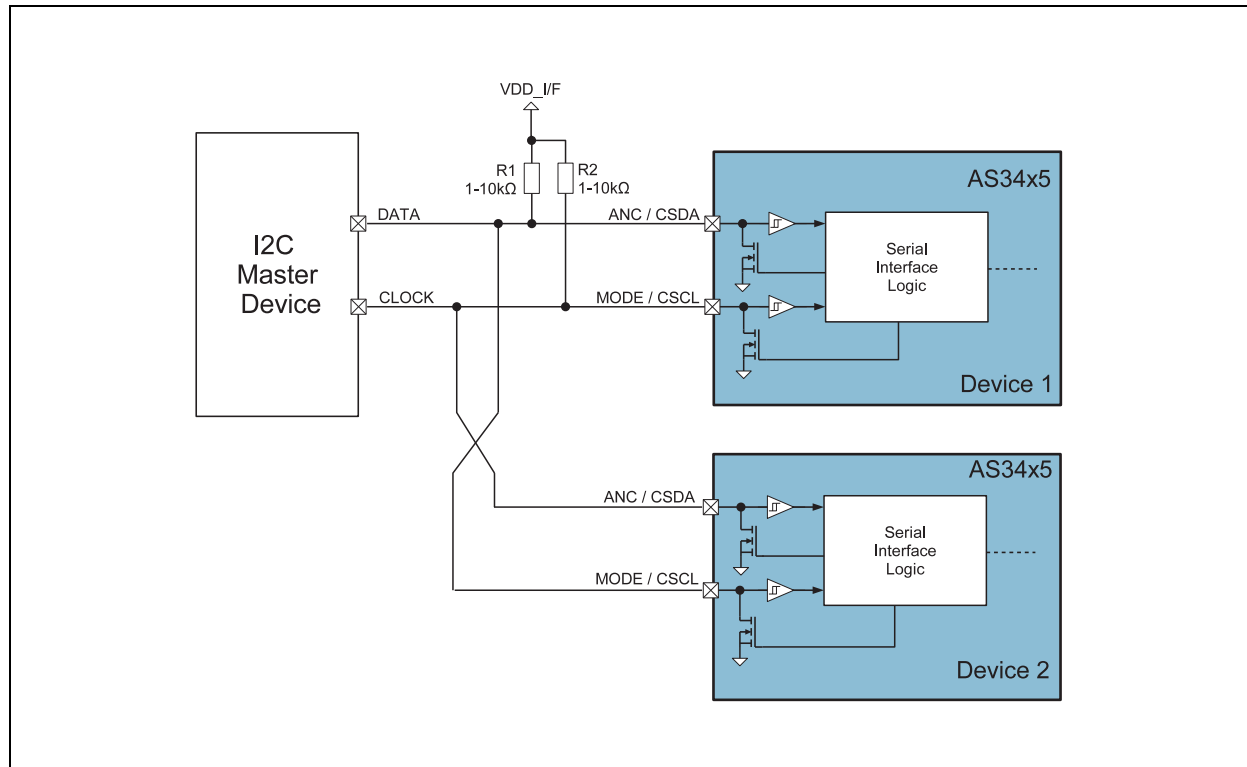 VDD_I/F
R1
1-10kΩ
R2
1-10kΩ
I2C
Master
Device
DATA
CLOCK
ANC / CSDA
MODE / CSCL
AS34x5
Serial
Interface
Logic
Device 1
ANC / CSDA
MODE / CSCL
AS34x5
Serial
Interface
Logic
Device 2